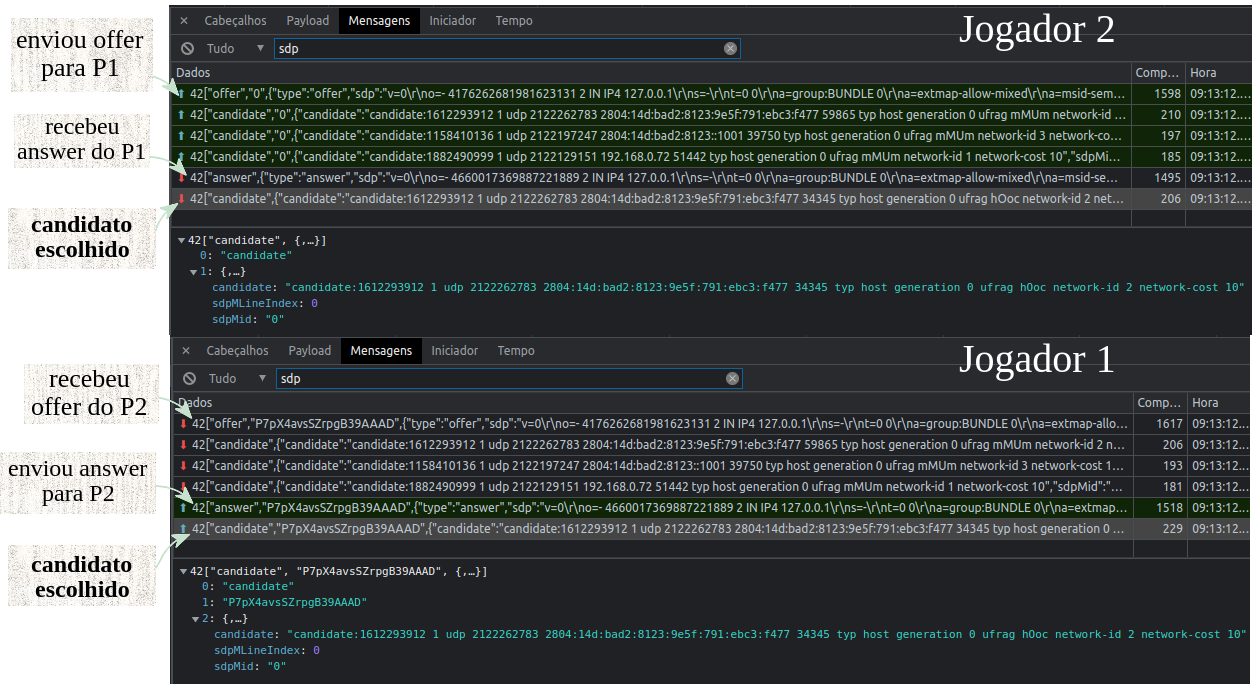 Jogador 2
× Cabeçalhos Payload Mensagens Iniciador Tempo
Tudo ▼ sdp
Dados Comp... Hora
enviou offer
para P1
42["offer","0",{"type":"offer","sdp":"v=0\r\no=- 4176262681981623131 2 IN IP4 127.0.0.1\r\ns=-\r\nt=0 0\r\na=group:BUNDLE 0\r\na=extmap-allow-mixed\r\na=msid-sem... 1598 09:13:12....
42["candidate","0",{"candidate":"candidate:1612293912 1 udp 2122262783 2804:14d:bad2:8123:9e5f:791:ebc3:f477 59865 typ host generation 0 ufrag mMUm network-id ... 210 09:13:12....
42["candidate","0",{"candidate":"candidate:1158410136 1 udp 2122197247 2804:14d:bad2:8123::1001 39750 typ host generation 0 ufrag mMUm network-id 3 network-co... 197 09:13:12....
42["candidate","0",{"candidate":"candidate:1882490999 1 udp 2122129151 192.168.0.72 51442 typ host generation 0 ufrag mMUm network-id 1 network-cost 10","sdpMi... 185 09:13:12....
recebeu
answer do P1
42["answer",{"type":"answer","sdp":"v=0\r\no=- 4660017369887221889 2 IN IP4 127.0.0.1\r\ns=-\r\nt=0 0\r\na=group:BUNDLE 0\r\na=extmap-allow-mixed\r\na=msid-se... 1495 09:13:12....
42["candidate",{"candidate":"candidate:1612293912 1 udp 2122262783 2804:14d:bad2:8123:9e5f:791:ebc3:f477 34345 typ host generation 0 ufrag hOoc network-id 2 net... 206 09:13:12....
candidato
escolhido
▼42["candidate", {,…}]
0: "candidate"
▼1: {,…}
candidate: "candidate:1612293912 1 udp 2122262783 2804:14d:bad2:8123:9e5f:791:ebc3:f477 34345 typ host generation 0 ufrag hOoc network-id 2 network-cost 10"
sdpMLineIndex: 0
sdpMid: "0"
Jogador 1
× Cabeçalhos Payload Mensagens Iniciador Tempo
Tudo ▼ sdp
Dados Comp... Hora
recebeu
offer do P2
42["offer","P7pX4avsSZrpgB39AAAD",{"type":"offer","sdp":"v=0\r\no=- 4176262681981623131 2 IN IP4 127.0.0.1\r\ns=-\r\nt=0 0\r\na=group:BUNDLE 0\r\na=extmap-allo... 1617 09:13:12....
42["candidate",{"candidate":"candidate:1612293912 1 udp 2122262783 2804:14d:bad2:8123:9e5f:791:ebc3:f477 59865 typ host generation 0 ufrag mMUm network-id 2 n... 206 09:13:12....
42["candidate",{"candidate":"candidate:1158410136 1 udp 2122197247 2804:14d:bad2:8123::1001 39750 typ host generation 0 ufrag mMUm network-id 3 network-cost 1... 193 09:13:12....
42["candidate",{"candidate":"candidate:1882490999 1 udp 2122129151 192.168.0.72 51442 typ host generation 0 ufrag mMUm network-id 1 network-cost 10","sdpMid":"... 181 09:13:12....
enviou answer
para P2
42["answer","P7pX4avsSZrpgB39AAAD",{"type":"answer","sdp":"v=0\r\no=- 4660017369887221889 2 IN IP4 127.0.0.1\r\ns=-\r\nt=0 0\r\na=group:BUNDLE 0\r\na=extmap... 1518 09:13:12....
42["candidate","P7pX4avsSZrpgB39AAAD",{"candidate":"candidate:1612293912 1 udp 2122262783 2804:14d:bad2:8123:9e5f:791:ebc3:f477 34345 typ host generation 0 ... 229 09:13:12....
candidato
escolhido
▼42["candidate", "P7pX4avsSZrpgB39AAAD", {,…}]
0: "candidate"
1: "P7pX4avsSZrpgB39AAAD"
▼2: {,…}
candidate: "candidate:1612293912 1 udp 2122262783 2804:14d:bad2:8123:9e5f:791:ebc3:f477 34345 typ host generation 0 ufrag hOoc network-id 2 network-cost 10"
sdpMLineIndex: 0
sdpMid: "0"